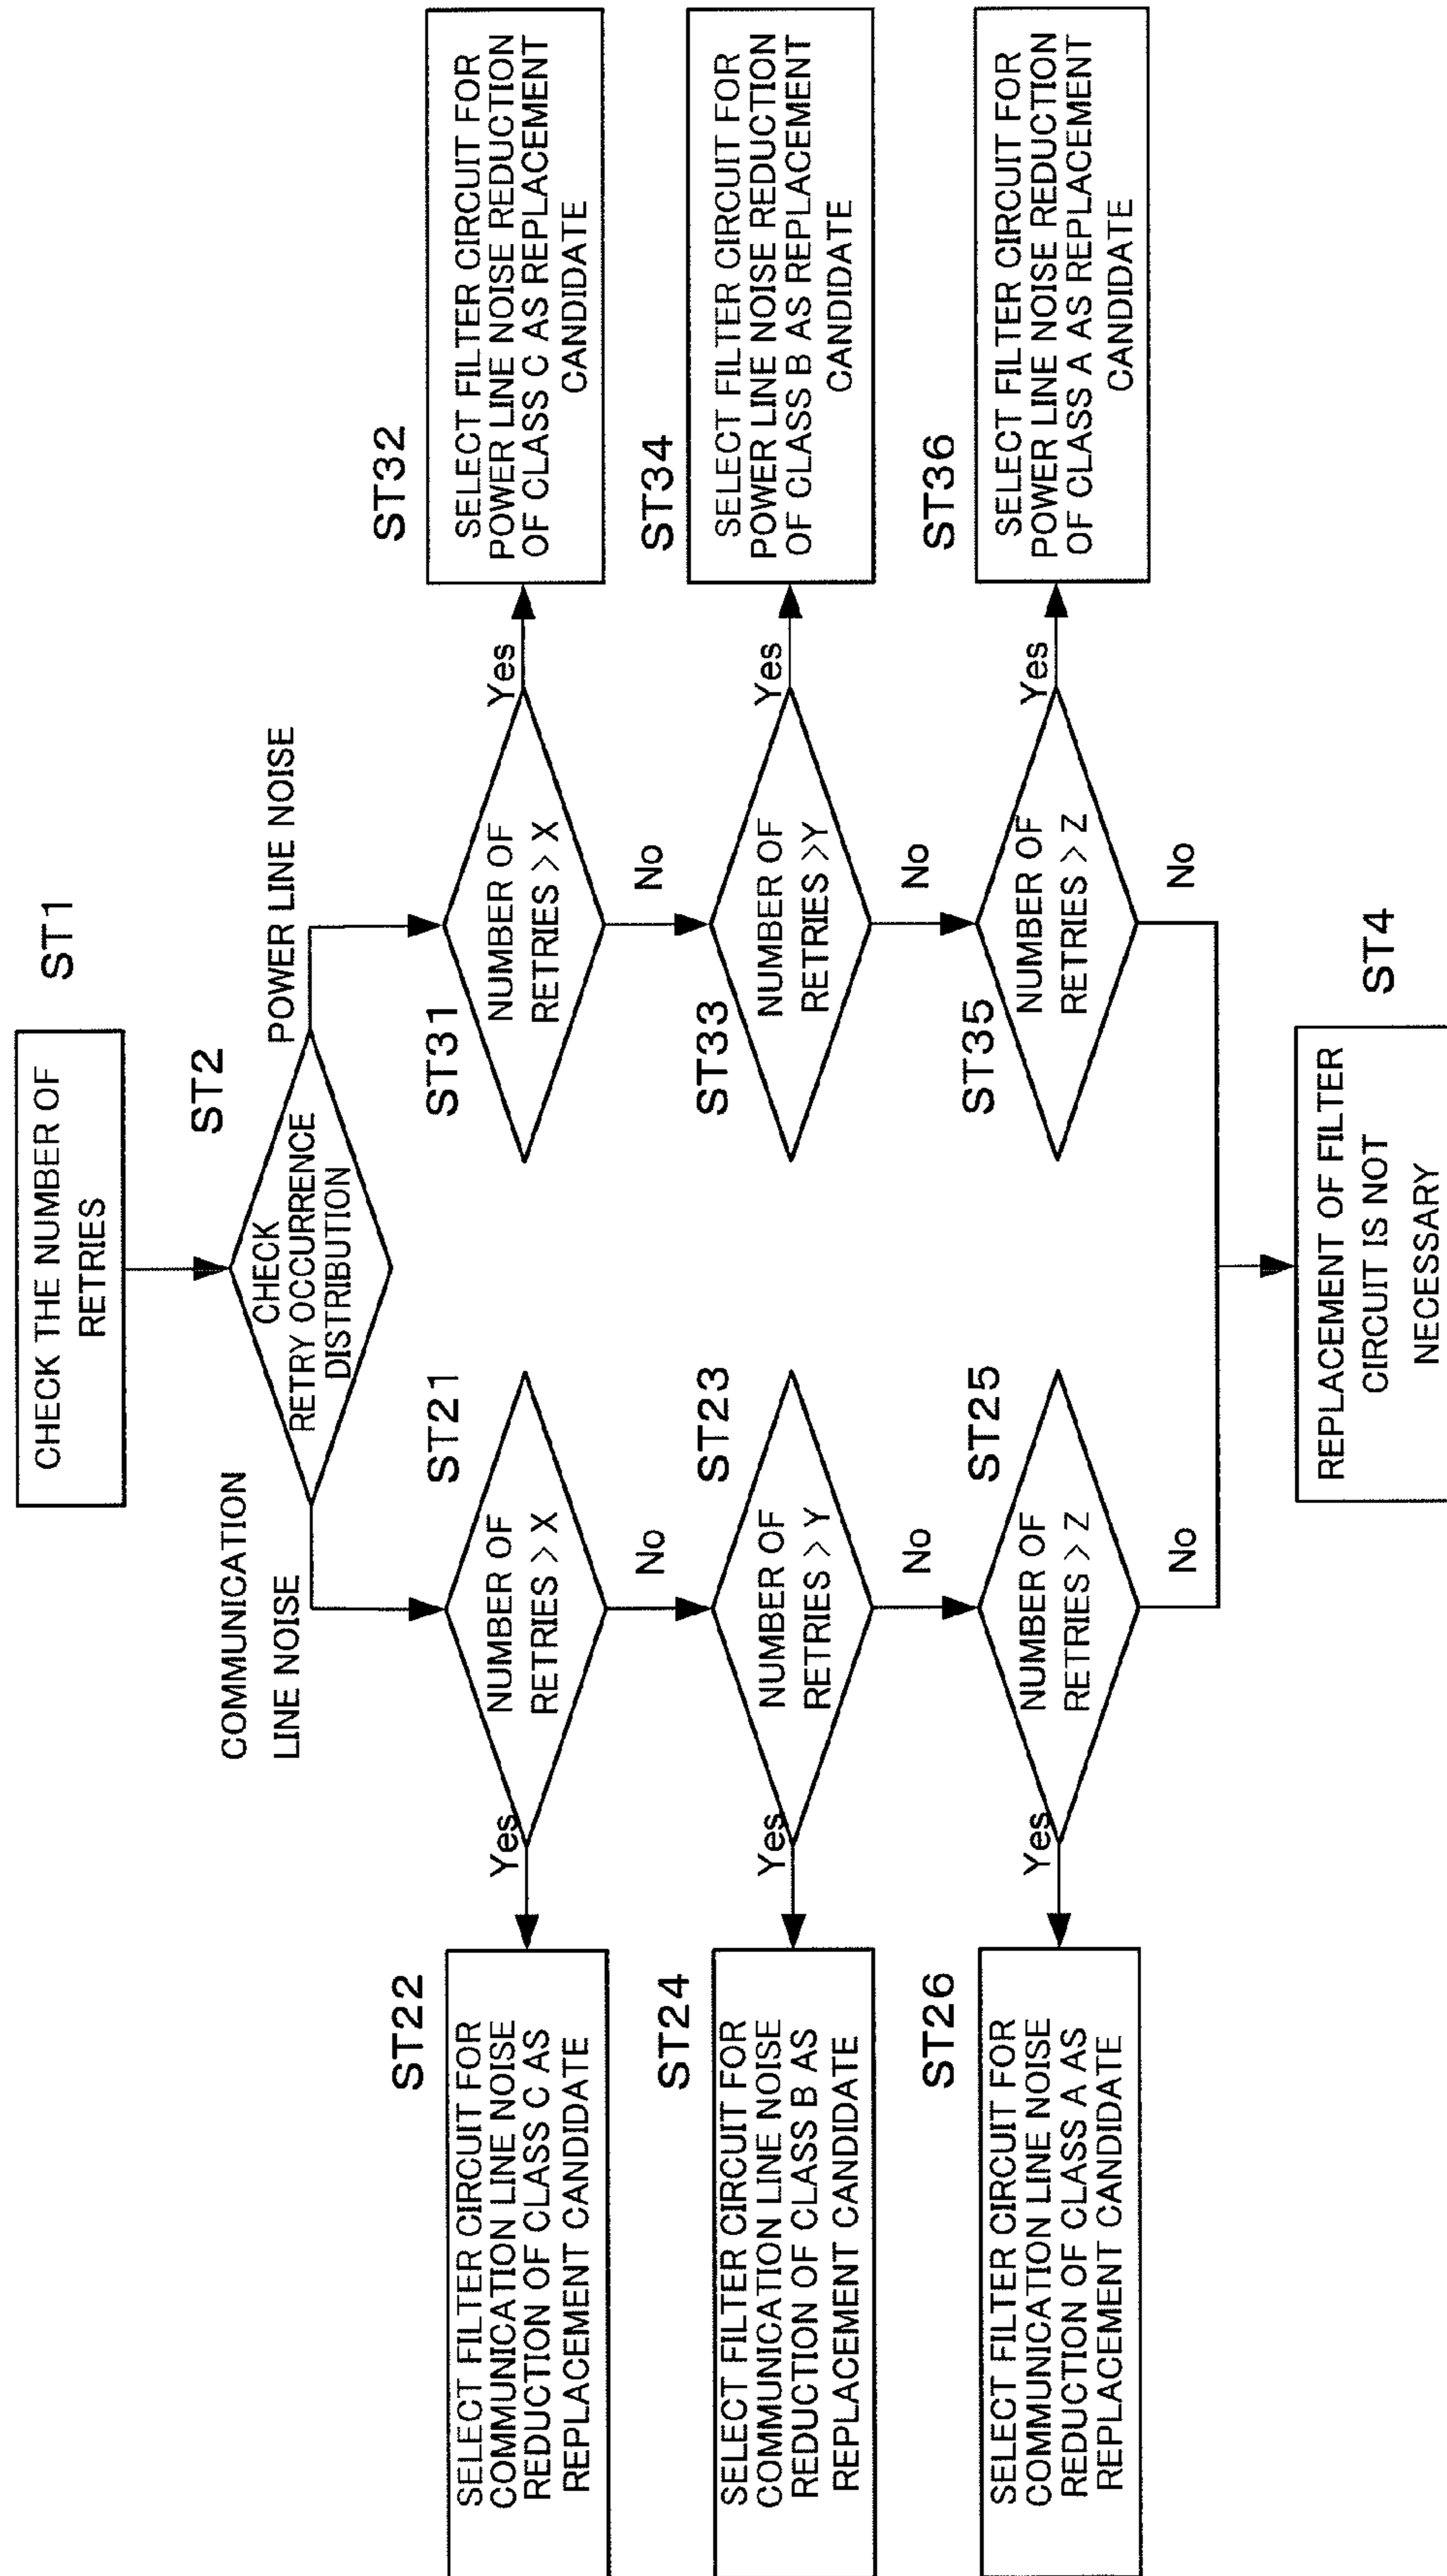 ST1
CHECK THE NUMBER OF
RETRIES
ST2
CHECK
RETRY OCCURRENCE
DISTRIBUTION
COMMUNICATION
LINE NOISE
POWER LINE NOISE
ST21
NUMBER OF
RETRIES > X
Yes
No
ST22
SELECT FILTER CIRCUIT FOR
COMMUNICATION LINE NOISE
REDUCTION OF CLASS C AS
REPLACEMENT CANDIDATE
ST31
NUMBER OF
RETRIES > X
Yes
No
ST32
SELECT FILTER CIRCUIT FOR
POWER LINE NOISE REDUCTION
OF CLASS C AS REPLACEMENT
CANDIDATE
ST23
NUMBER OF
RETRIES > Y
Yes
No
ST24
SELECT FILTER CIRCUIT FOR
COMMUNICATION LINE NOISE
REDUCTION OF CLASS B AS
REPLACEMENT CANDIDATE
ST33
NUMBER OF
RETRIES >Y
Yes
No
ST34
SELECT FILTER CIRCUIT FOR
POWER LINE NOISE REDUCTION
OF CLASS B AS REPLACEMENT
CANDIDATE
ST25
NUMBER OF
RETRIES > Z
Yes
No
ST26
SELECT FILTER CIRCUIT FOR
COMMUNICATION LINE NOISE
REDUCTION OF CLASS A AS
REPLACEMENT CANDIDATE
ST35
NUMBER OF
RETRIES > Z
Yes
No
ST36
SELECT FILTER CIRCUIT FOR
POWER LINE NOISE REDUCTION
OF CLASS A AS REPLACEMENT
CANDIDATE
ST4
REPLACEMENT OF FILTER
CIRCUIT IS NOT
NECESSARY